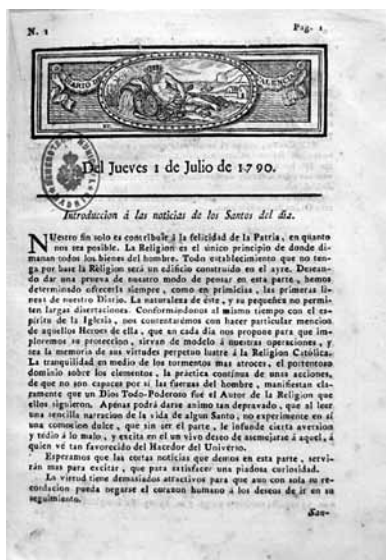 N. 1 Pag. 1
DIARIO DE VALENCIA
Del Jueves 1 de Julio de 1790.
Introduccion á las noticias de los Santos del dia.
NUestro fin solo es contribuir á la felicidad de la Patria, en quanto
nos sea posible. La Religion es el único principio de donde di-
manan todos los bienes del hombre. Todo establecimiento que no ten-
ga por base la Religion será un edificio construido en el ayre. Desean-
do dar una prueva de nuestro modo de pensar en esta parte, hemos
determinado ofrecerla siempre, como en primicias, las primeras li-
neas de nuestro Diario. La naturaleza de éste, y su pequeñez no permi-
ten largas disertaciones. Conformandonos al mismo tiempo con el es-
píritu de la Iglesia, nos contentarémos con hacer particular mencion
de aquellos Heroes de ella, que en cada dia nos propone para que im-
ploremos su proteccion, sirvan de modelo á nuestras operaciones, y
sea la memoria de sus virtudes perpetuo lustre á la Religion Católica.
La tranquilidad en medio de los tormentos mas atroces, el portentoso
dominio sobre los elementos, la práctica contínua de unas acciones,
de que no son capaces por sí las fuerzas del hombre, manifiestan cla-
ramente que un Dios Todo-Poderoso fue el Autor de la Religion que
ellos siguieron. Apénas podrá darse animo tan depravado, que al leer
una sencilla narracion de la vida de algun Santo, no experimente en sí
una comocion dulce, que sin ser el parte, le infunde cierta aversion
y tédio á lo malo, y excita en el un vivo deseo de asemejarse á aquel, á
quien vé tan favorecido del Hacedor del Universo.
Esperamos que las cortas noticias que demos en esta parte, servi-
rán mas para excitar, que para satisfacer una piadosa curiosidad.
La virtud tiene demasiados atractivos para que aun con sola su re-
cordacion pueda negarse el corazon humano á los deseos de ir en su
seguimiento.
San-